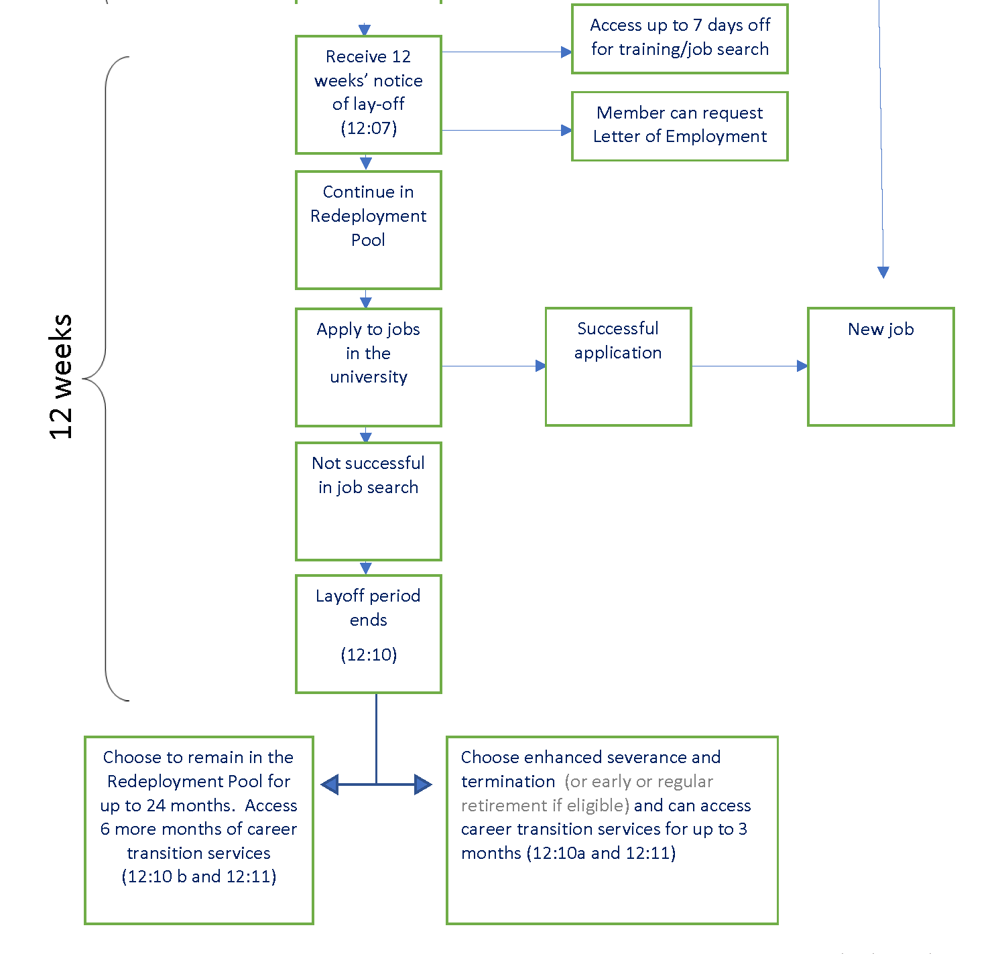 Access up to 7 days off
for training/job search
Receive 12
weeks’ notice
of lay-off
(12:07)
Member can request
Letter of Employment
Continue in
Redeployment
Pool
12 weeks
Apply to jobs
in the
university
Successful
application
New job
Not successful
in job search
Layoff period
ends
(12:10)
Choose to remain in the
Redeployment Pool for
up to 24 months.  Access
6 more months of career
transition services
(12:10 b and 12:11)
Choose enhanced severance and
termination  (or early or regular
retirement if eligible) and can access
career transition services for up to 3
months (12:10a and 12:11)